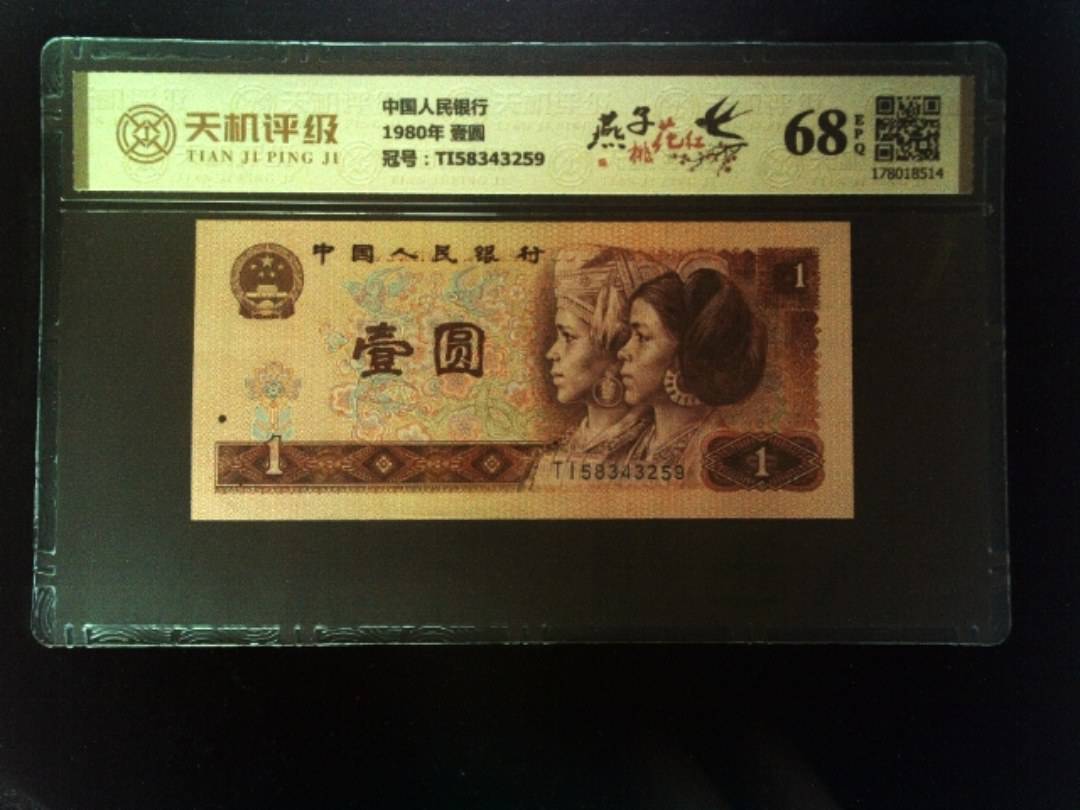 天机评级
TIAN JI PING JI
中国人民银行
1980年 壹圆
冠号：TI58343259
燕子
桃花红
68
EPQ
178018514
中国人民银行
1
壹圆
1
TI58343259
1